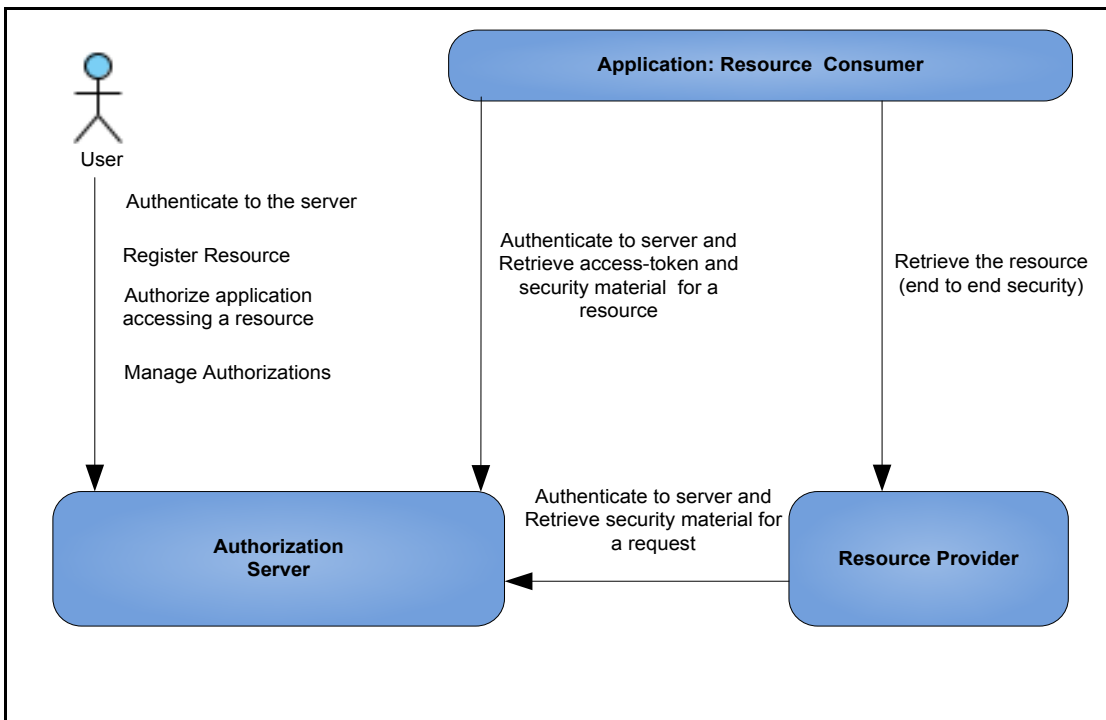 Application: Resource Consumer
User
Authenticate to the server
Register Resource
Authorize application
accessing a resource
Manage Authorizations
Authenticate to server and
Retrieve access-token and
security material for a
resource
Retrieve the resource
(end to end security)
Authenticate to server and
Retrieve security material for
a request
Authorization
Server
Resource Provider